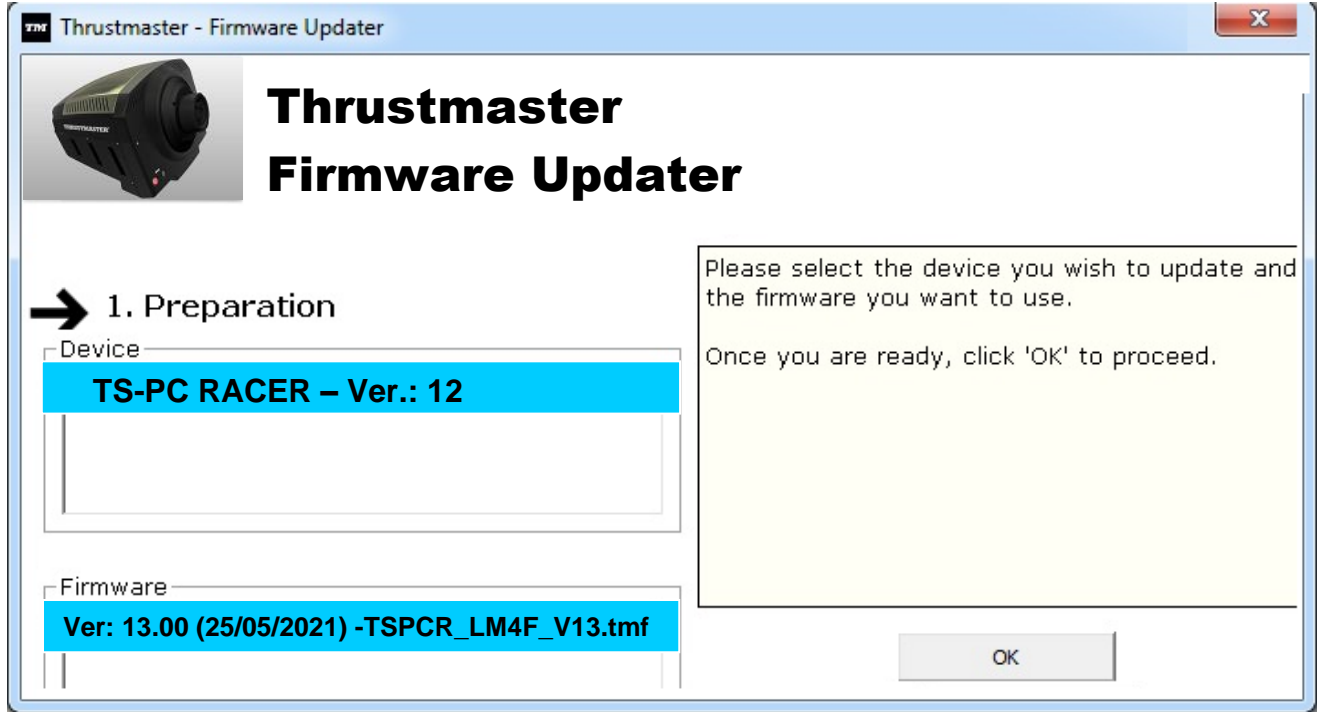 TM Thrustmaster - Firmware Updater
X
THRUSTMASTER
Thrustmaster
Firmware Updater
1. Preparation
Device
TS-PC RACER – Ver.: 12
Firmware
Ver: 13.00 (25/05/2021) -TSPCR_LM4F_V13.tmf
Please select the device you wish to update and
the firmware you want to use.
Once you are ready, click 'OK' to proceed.
OK